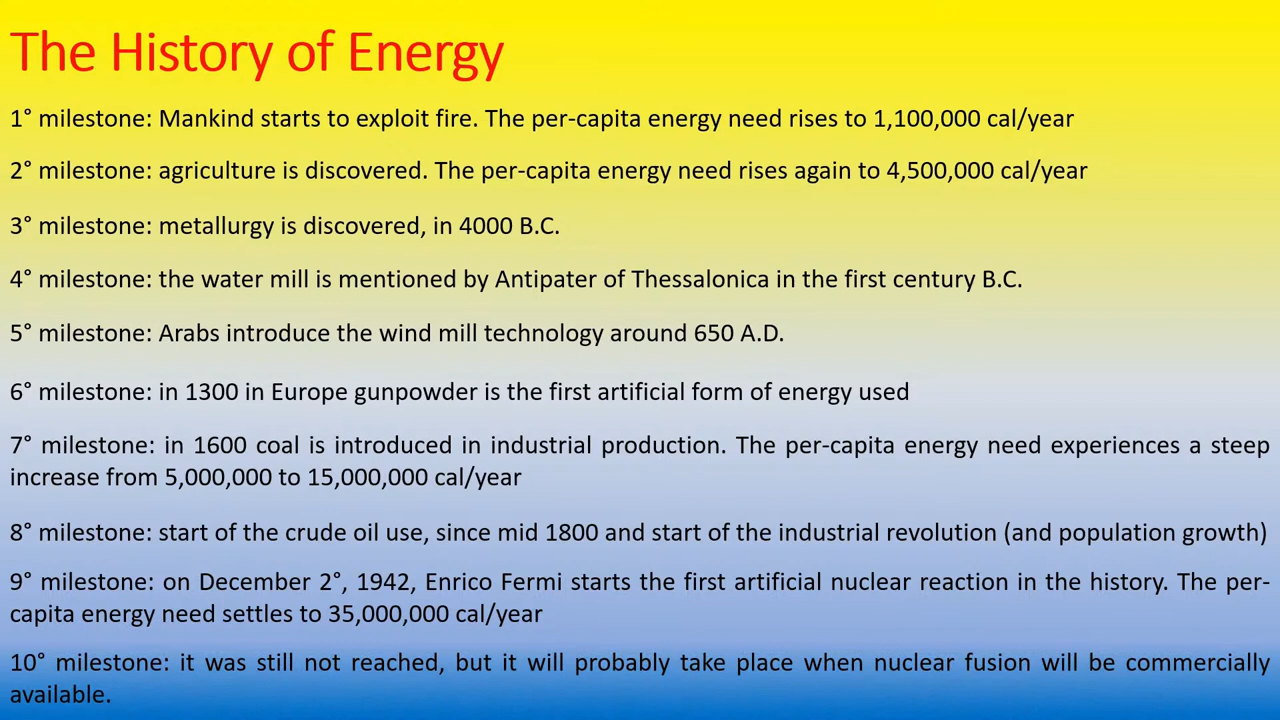 The History of Energy
1° milestone: Mankind starts to exploit fire. The per-capita energy need rises to 1,100,000 cal/year
2° milestone: agriculture is discovered. The per-capita energy need rises again to 4,500,000 cal/year
3° milestone: metallurgy is discovered, in 4000 B.C.
4° milestone: the water mill is mentioned by Antipater of Thessalonica in the first century B.C.
5° milestone: Arabs introduce the wind mill technology around 650 A.D.
6° milestone: in 1300 in Europe gunpowder is the first artificial form of energy used
7° milestone: in 1600 coal is introduced in industrial production. The per-capita energy need experiences a steep
increase from 5,000,000 to 15,000,000 cal/year
8° milestone: start of the crude oil use, since mid 1800 and start of the industrial revolution (and population growth)
9° milestone: on December 2°, 1942, Enrico Fermi starts the first artificial nuclear reaction in the history. The per-
capita energy need settles to 35,000,000 cal/year
10° milestone: it was still not reached, but it will probably take place when nuclear fusion will be commercially
available.